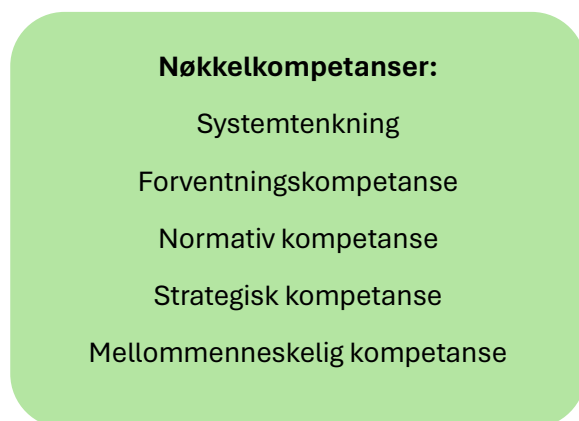 Nøkkelkompetanser:
Systemtenkning
Forventningskompetanse
Normativ kompetanse
Strategisk kompetanse
Mellommenneskelig kompetanse